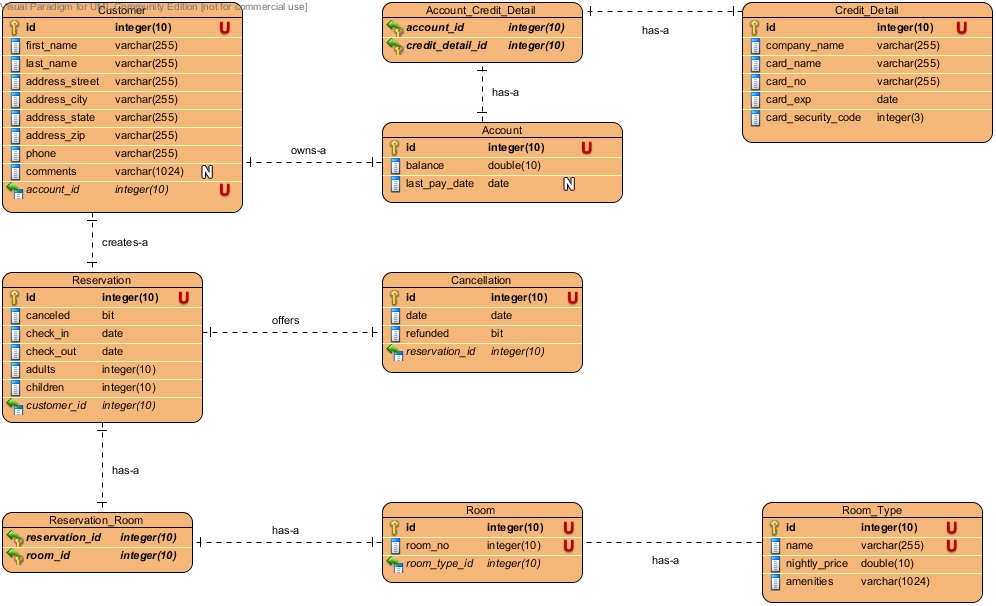 Visual Paradigm for UML Community Edition [not for commercial use]
Customer
id integer(10) U
first_name varchar(255)
last_name varchar(255)
address_street varchar(255)
address_city varchar(255)
address_state varchar(255)
address_zip varchar(255)
phone varchar(255)
comments varchar(1024) N
account_id integer(10) U
Account_Credit_Detail
account_id integer(10)
credit_detail_id integer(10)
has-a
Credit_Detail
id integer(10) U
company_name varchar(255)
card_name varchar(255)
card_no varchar(255)
card_exp date
card_security_code integer(3)
has-a
owns-a
Account
id integer(10) U
balance double(10)
last_pay_date date N
creates-a
Reservation
id integer(10) U
canceled bit
check_in date
check_out date
adults integer(10)
children integer(10)
customer_id integer(10)
offers
Cancellation
id integer(10) U
date date
refunded bit
reservation_id integer(10)
has-a
Reservation_Room
reservation_id integer(10)
room_id integer(10)
has-a
Room
id integer(10) U
room_no integer(10) U
room_type_id integer(10)
has-a
Room_Type
id integer(10) U
name varchar(255) U
nightly_price double(10)
amenities varchar(1024)